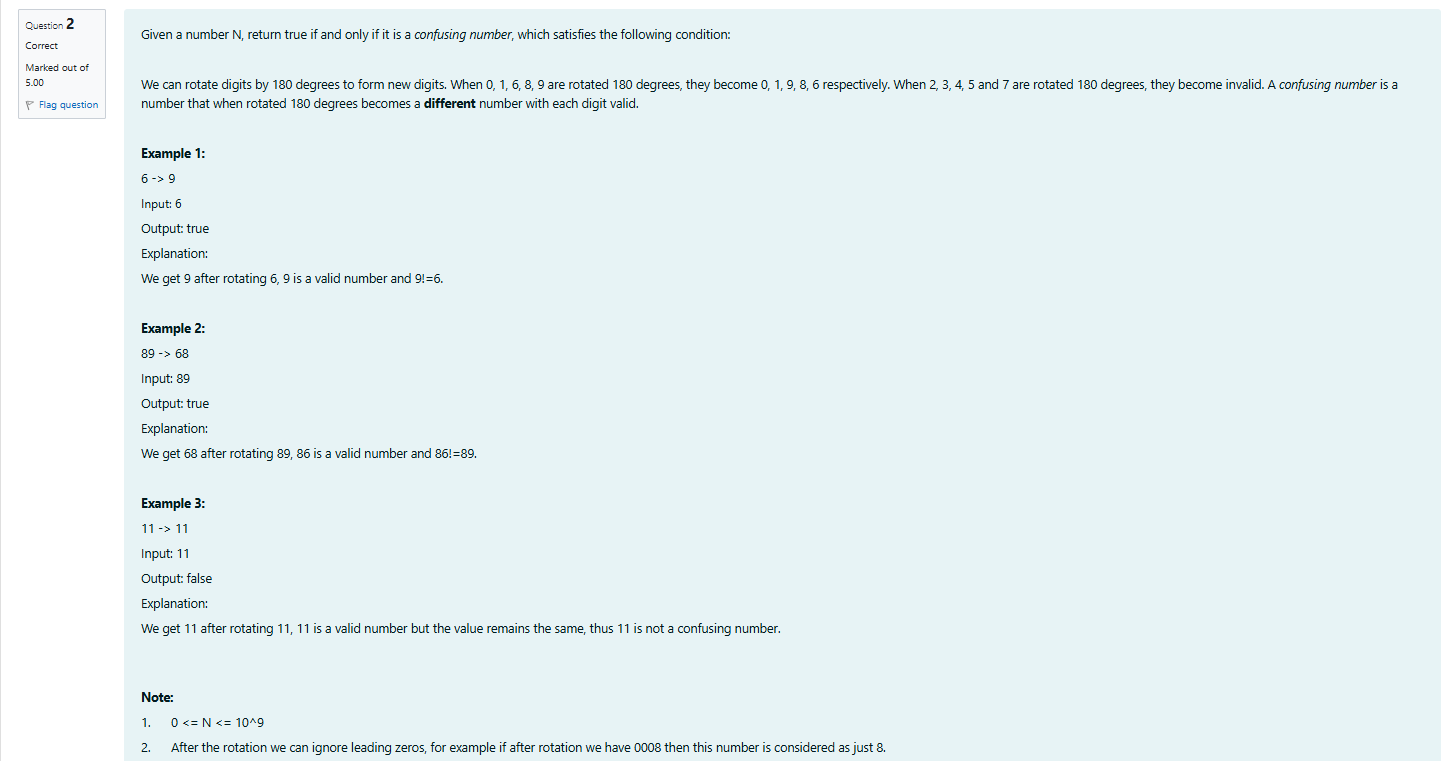 Question 2
Correct
Marked out of
5.00
Flag question
Given a number N, return true if and only if it is a confusing number, which satisfies the following condition:
We can rotate digits by 180 degrees to form new digits. When 0, 1, 6, 8, 9 are rotated 180 degrees, they become 0, 1, 9, 8, 6 respectively. When 2, 3, 4, 5 and 7 are rotated 180 degrees, they become invalid. A confusing number is a
number that when rotated 180 degrees becomes a different number with each digit valid.
Example 1:
6 -> 9
Input: 6
Output: true
Explanation:
We get 9 after rotating 6, 9 is a valid number and 9!=6.
Example 2:
89 -> 68
Input: 89
Output: true
Explanation:
We get 68 after rotating 89, 86 is a valid number and 86!=89.
Example 3:
11 -> 11
Input: 11
Output: false
Explanation:
We get 11 after rotating 11, 11 is a valid number but the value remains the same, thus 11 is not a confusing number.
Note:
1. 0 <= N <= 10^9
2. After the rotation we can ignore leading zeros, for example if after rotation we have 0008 then this number is considered as just 8.